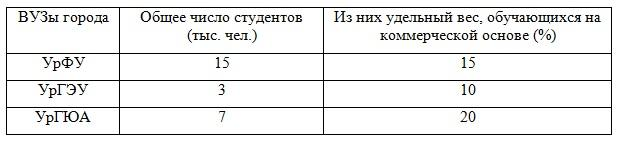 ВУЗы города
Общее число студентов
(тыс. чел.)
Из них удельный вес, обучающихся на
коммерческой основе (%)
УрФУ 15 15
УрГЭУ 3 10
УрГЮА 7 20